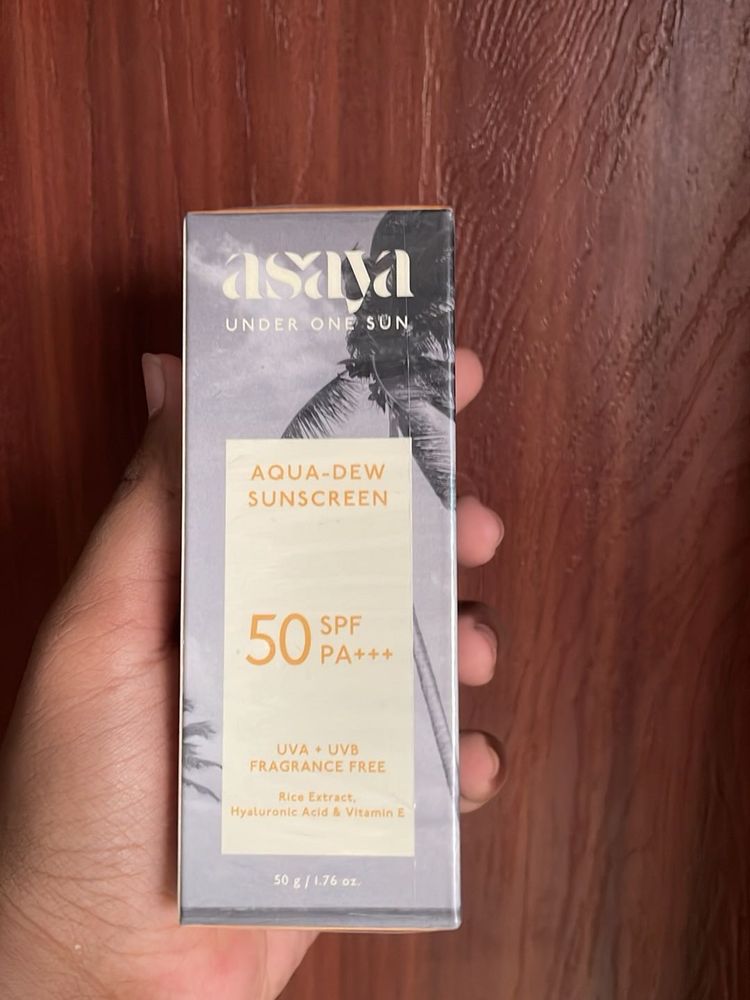 asaya
UNDER ONE SUN
AQUA-DEW
SUNSCREEN
50 SPF
PA+++
UVA + UVB
FRAGRANCE FREE
Rice Extract,
Hyaluronic Acid & Vitamin E
50 g / 1.76 oz.